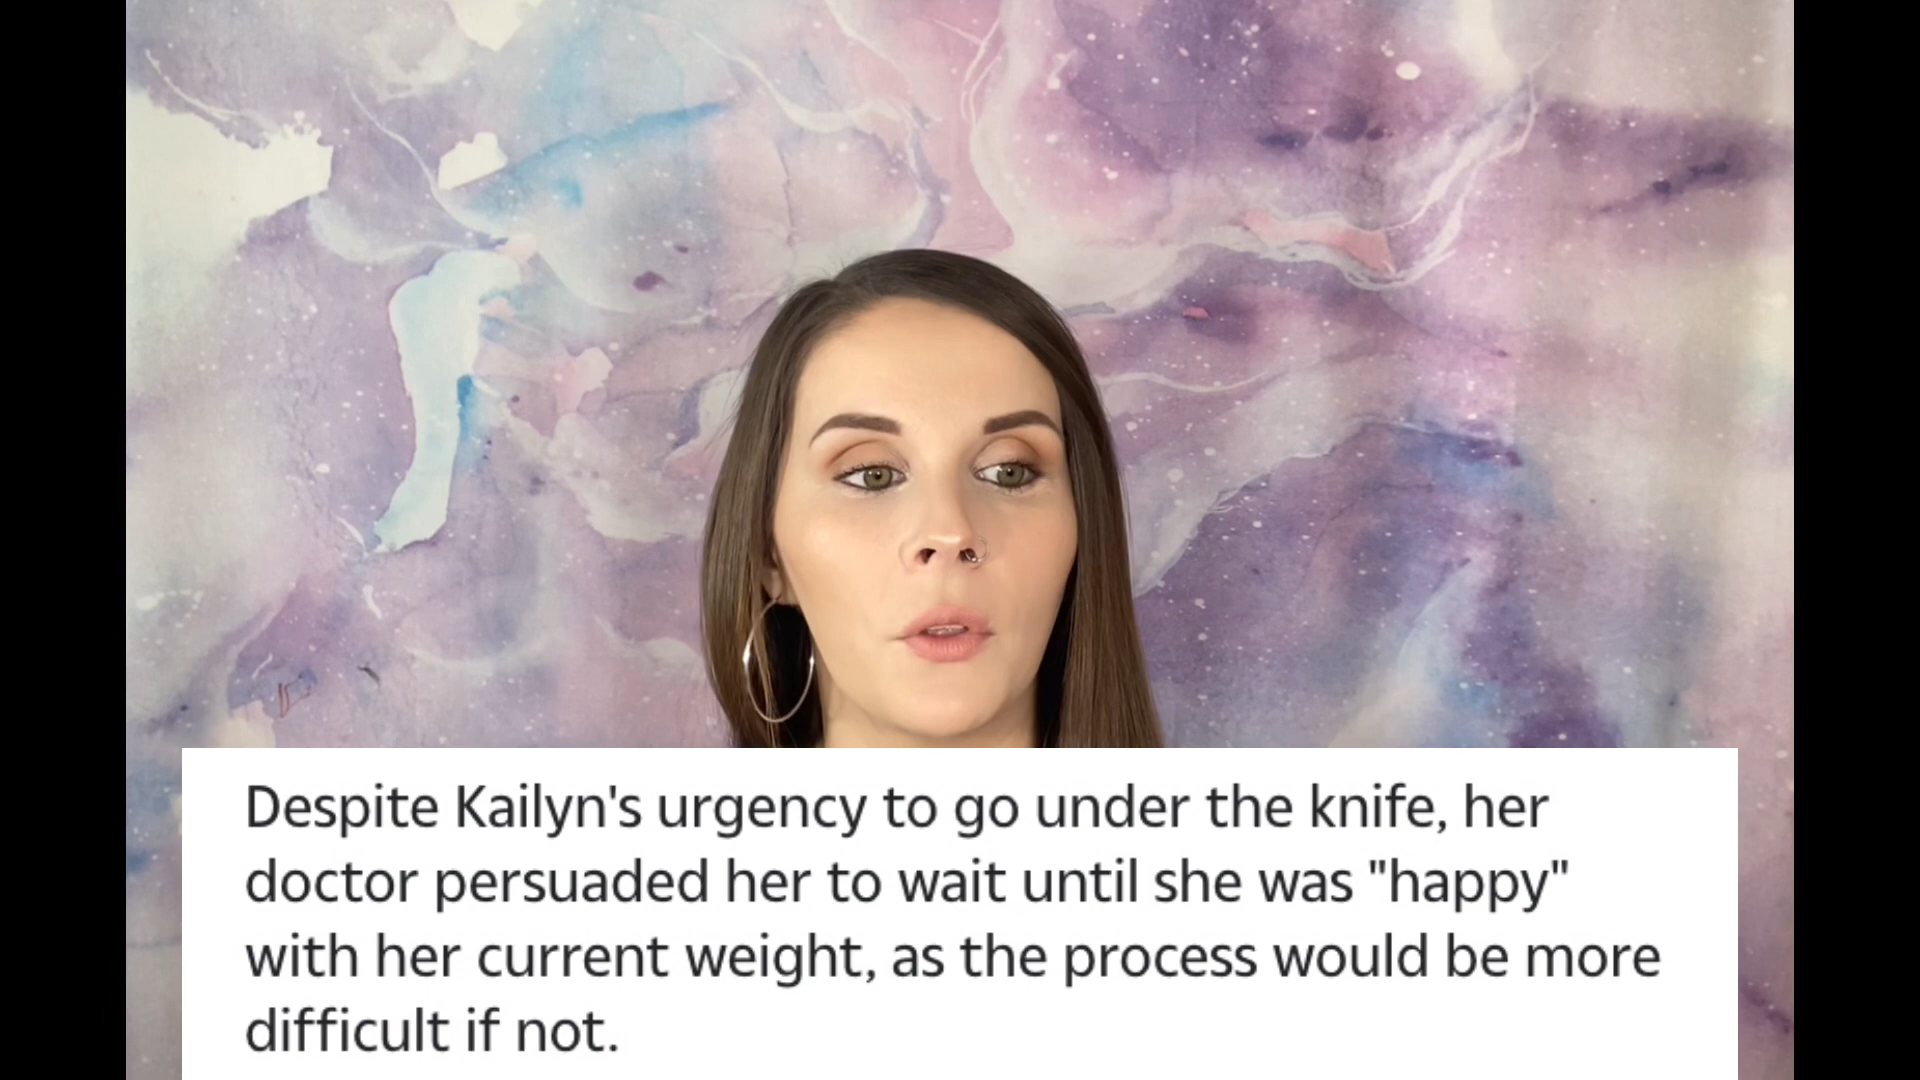 Despite Kailyn's urgency to go under the knife, her
doctor persuaded her to wait until she was "happy"
with her current weight, as the process would be more
difficult if not.